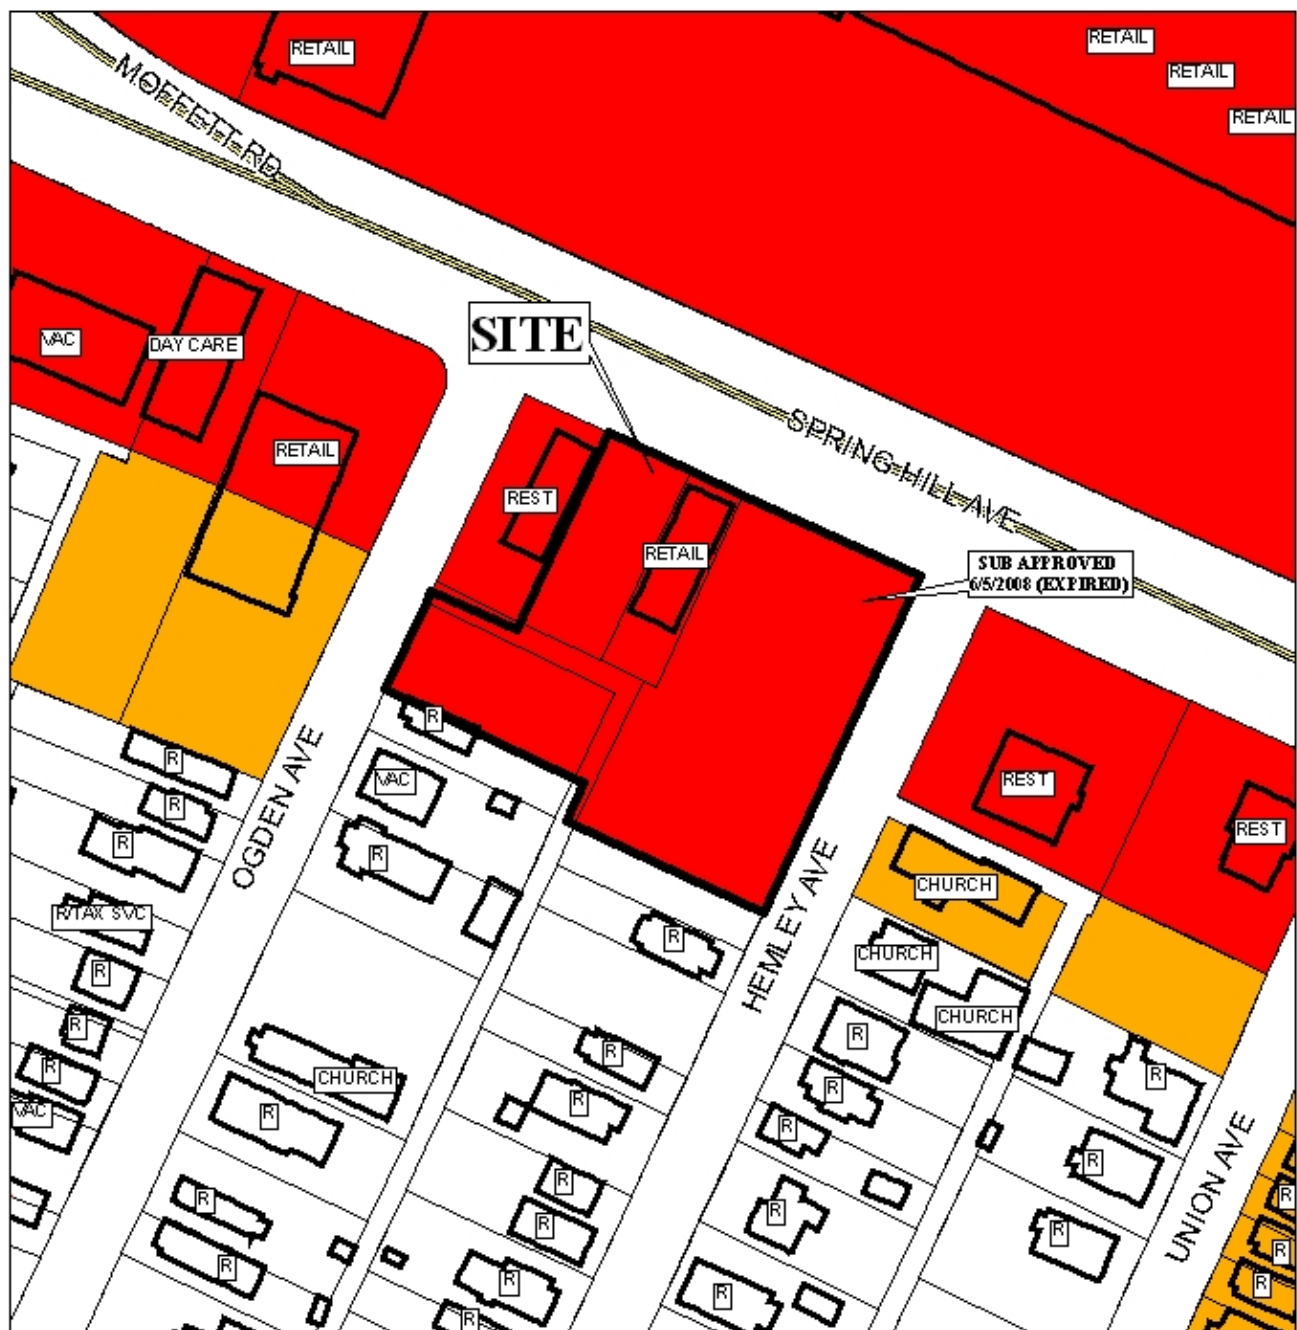 RETAIL
RETAIL
RETAIL
RETAIL
MOFFETT RD
SITE
VAC
DAY CARE
RETAIL
SPRING HILL AVE
REST
RETAIL
SUB APPROVED
6/5/2008 (EXPIRED)
R
R
VAC
REST
R
R
R
REST
OGDEN AVE
CHURCH
R/TAX SVC
HEMLEY AVE
R
CHURCH
R
CHURCH
R
R
R
R
CHURCH
R
R
R
VAC
R
R
UNION AVE
R
R
R
R
R
R
R
R
R
R
R
R
R
R